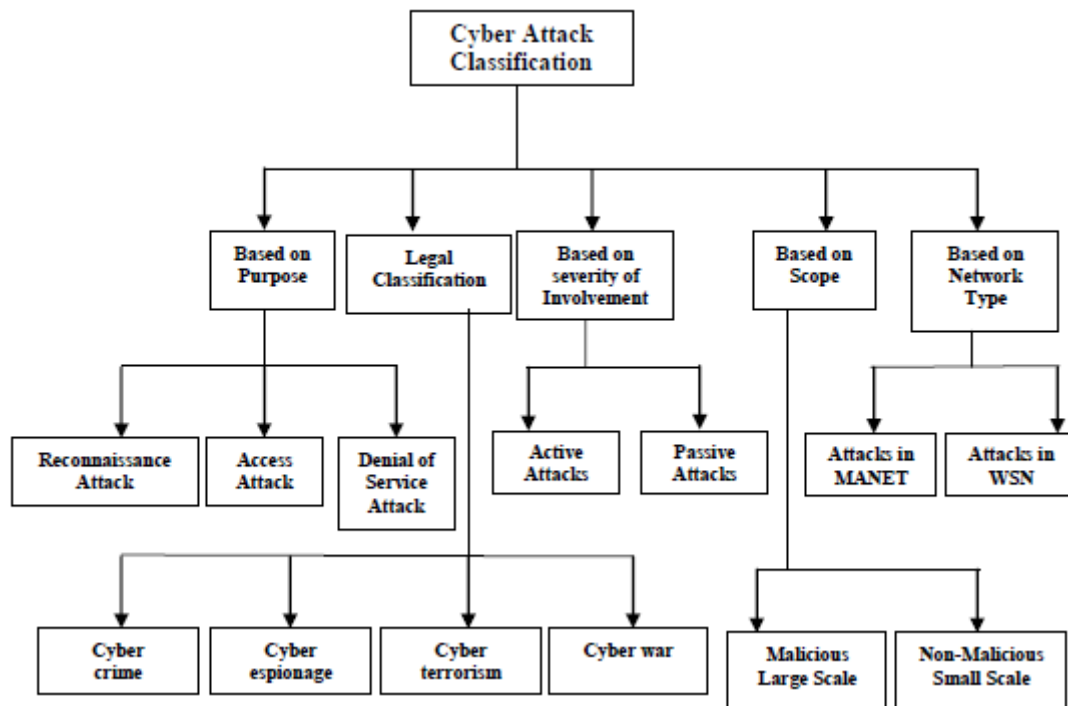 Cyber Attack
Classification
Based on
Purpose
Legal
Classification
Based on
severity of
Involvement
Based on
Scope
Based on
Network
Type
Reconnaissance
Attack
Access
Attack
Denial of
Service
Attack
Active
Attacks
Passive
Attacks
Attacks in
MANET
Attacks in
WSN
Cyber
crime
Cyber
espionage
Cyber
terrorism
Cyber war
Malicious
Large Scale
Non-Malicious
Small Scale